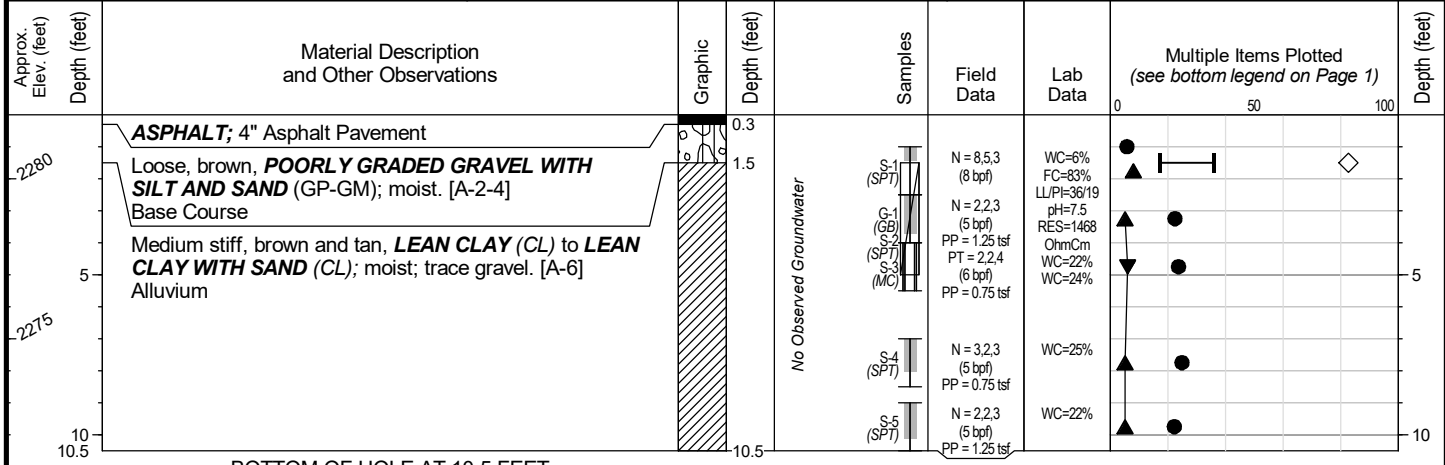 Approx.
Elev. (feet)
Depth (feet)
Material Description
and Other Observations
Graphic
Depth (feet)
Samples
Field
Data
Lab
Data
Multiple Items Plotted
(see bottom legend on Page 1)
0 50 100
Depth (feet)
ASPHALT; 4" Asphalt Pavement
0.3
2280
Loose, brown, POORLY GRADED GRAVEL WITH
SILT AND SAND (GP-GM); moist. [A-2-4]
Base Course
1.5
Medium stiff, brown and tan, LEAN CLAY (CL) to LEAN
CLAY WITH SAND (CL); moist; trace gravel. [A-6]
Alluvium
5
2275
10
10.5
10.5
No Observed Groundwater
S-1
(SPT)
G-1
(GB)
S-2
(SPT)
S-3
(MC)
S-4
(SPT)
S-5
(SPT)
N = 8,5,3
(8 bpf)
N = 2,2,3
(5 bpf)
PP = 1.25 tsf
PT = 2,2,4
(6 bpf)
PP = 0.75 tsf
N = 3,2,3
(5 bpf)
PP = 0.75 tsf
N = 2,2,3
(5 bpf)
PP = 1.25 tsf
WC=6%
FC=83%
LL/PI=36/19
pH=7.5
RES=1468
OhmCm
WC=22%
WC=24%
WC=25%
WC=22%
5
10
BOTTOM OF HOLE AT 10.5 FEET